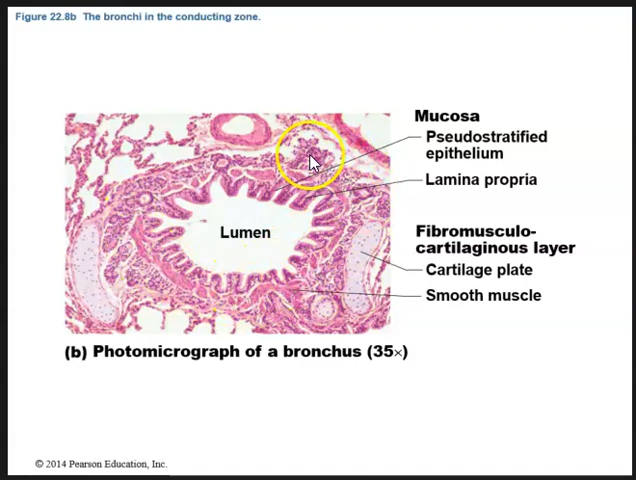 Figure 22.8b The bronchi in the conducting zone.
Mucosa
Pseudostratified
epithelium
Lamina propria
Lumen
Fibromusculo-
cartilaginous layer
Cartilage plate
Smooth muscle
(b) Photomicrograph of a bronchus (35×)
© 2014 Pearson Education, Inc.